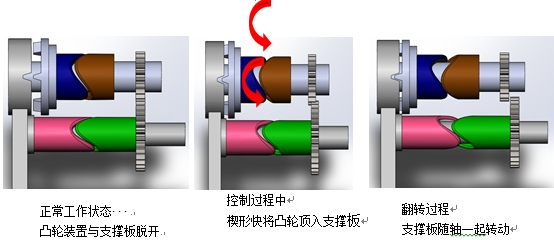 正常工作状态···
凸轮装置与支撑板脱开
控制过程中
楔形快将凸轮顶入支撑板
翻转过程
支撑板随轴一起转动